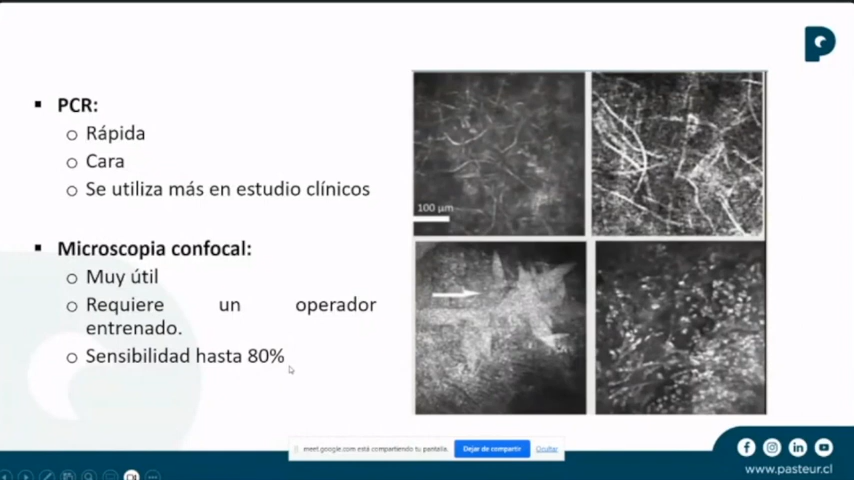 PCR:
Rápida
Cara
Se utiliza más en estudio clínicos
Microscopia confocal:
Muy útil
Requiere un operador
entrenado.
Sensibilidad hasta 80%
100 µm
meet.google.com está compartiendo tu pantalla.
Dejar de compartir
Ocultar
www.pasteur.cl